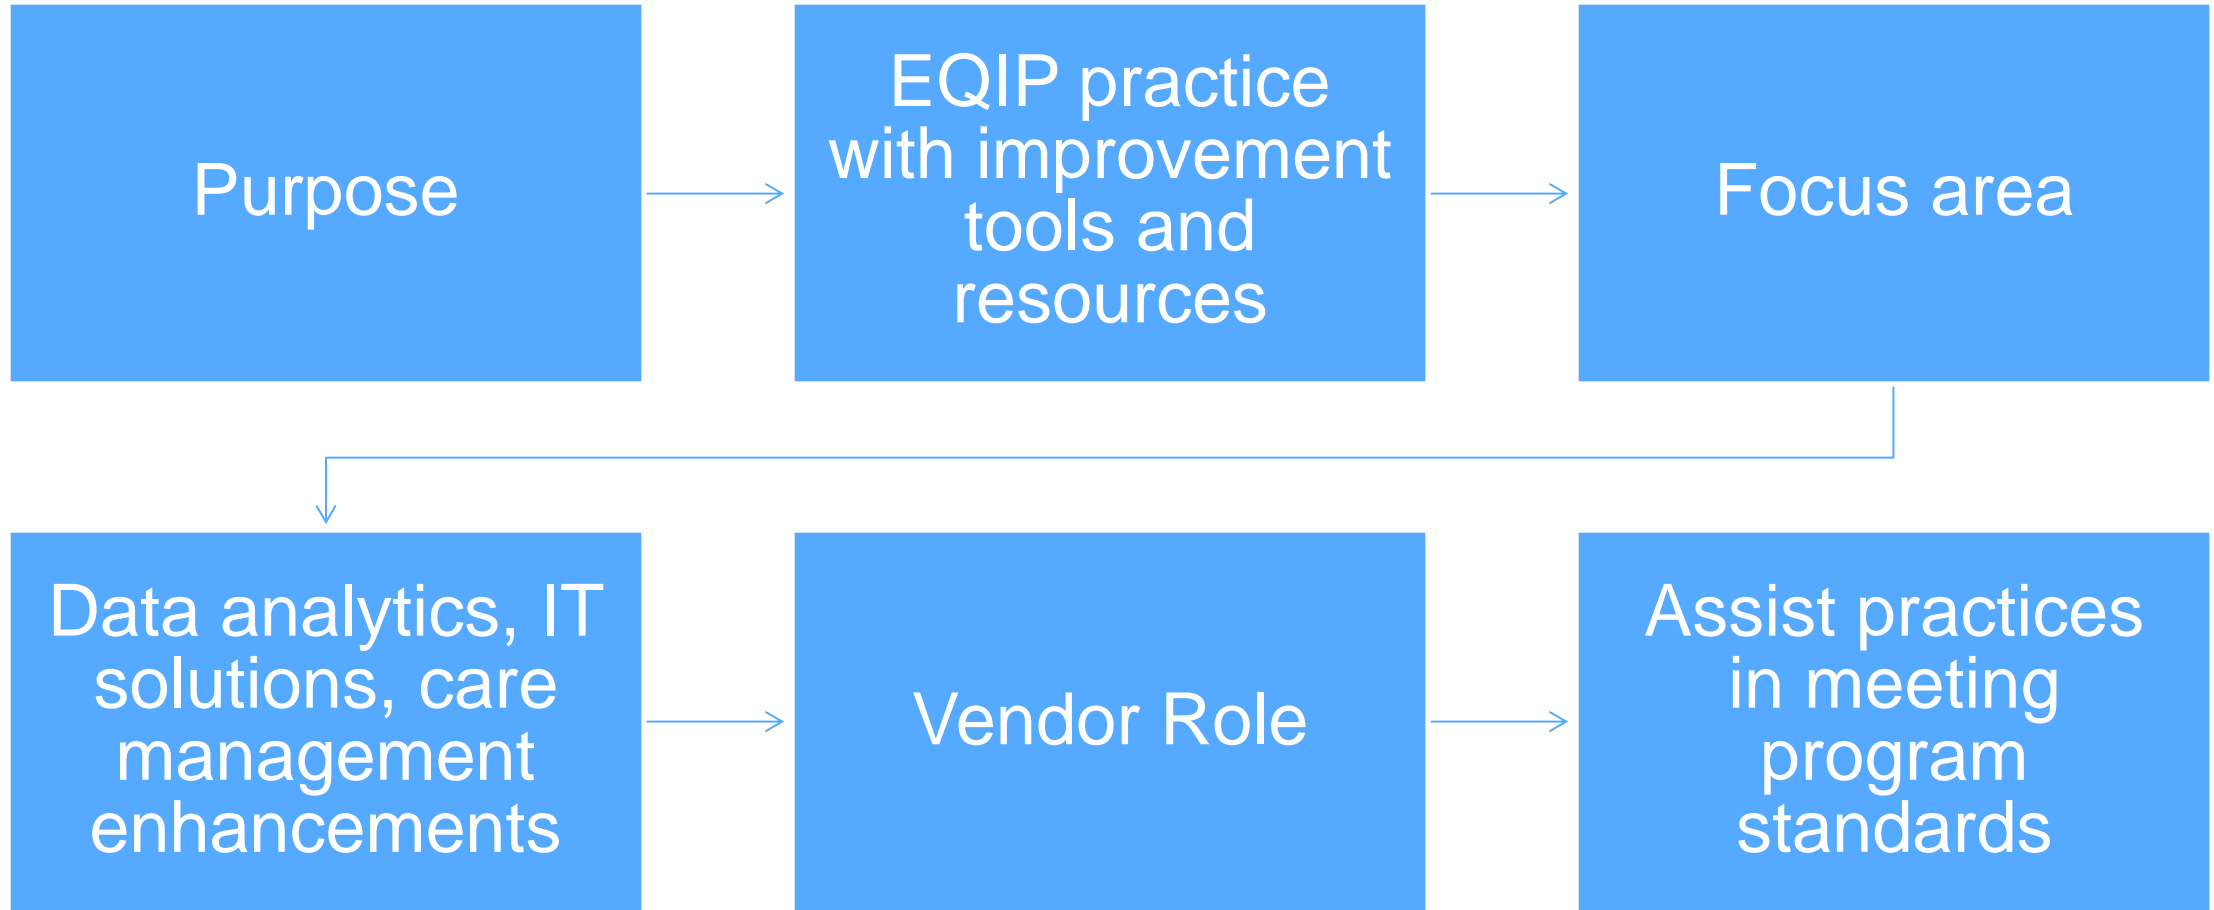 Purpose
EQIP practice
with improvement
tools and
resources
Focus area
Data analytics, IT
solutions, care
management
enhancements
Vendor Role
Assist practices
in meeting
program
standards